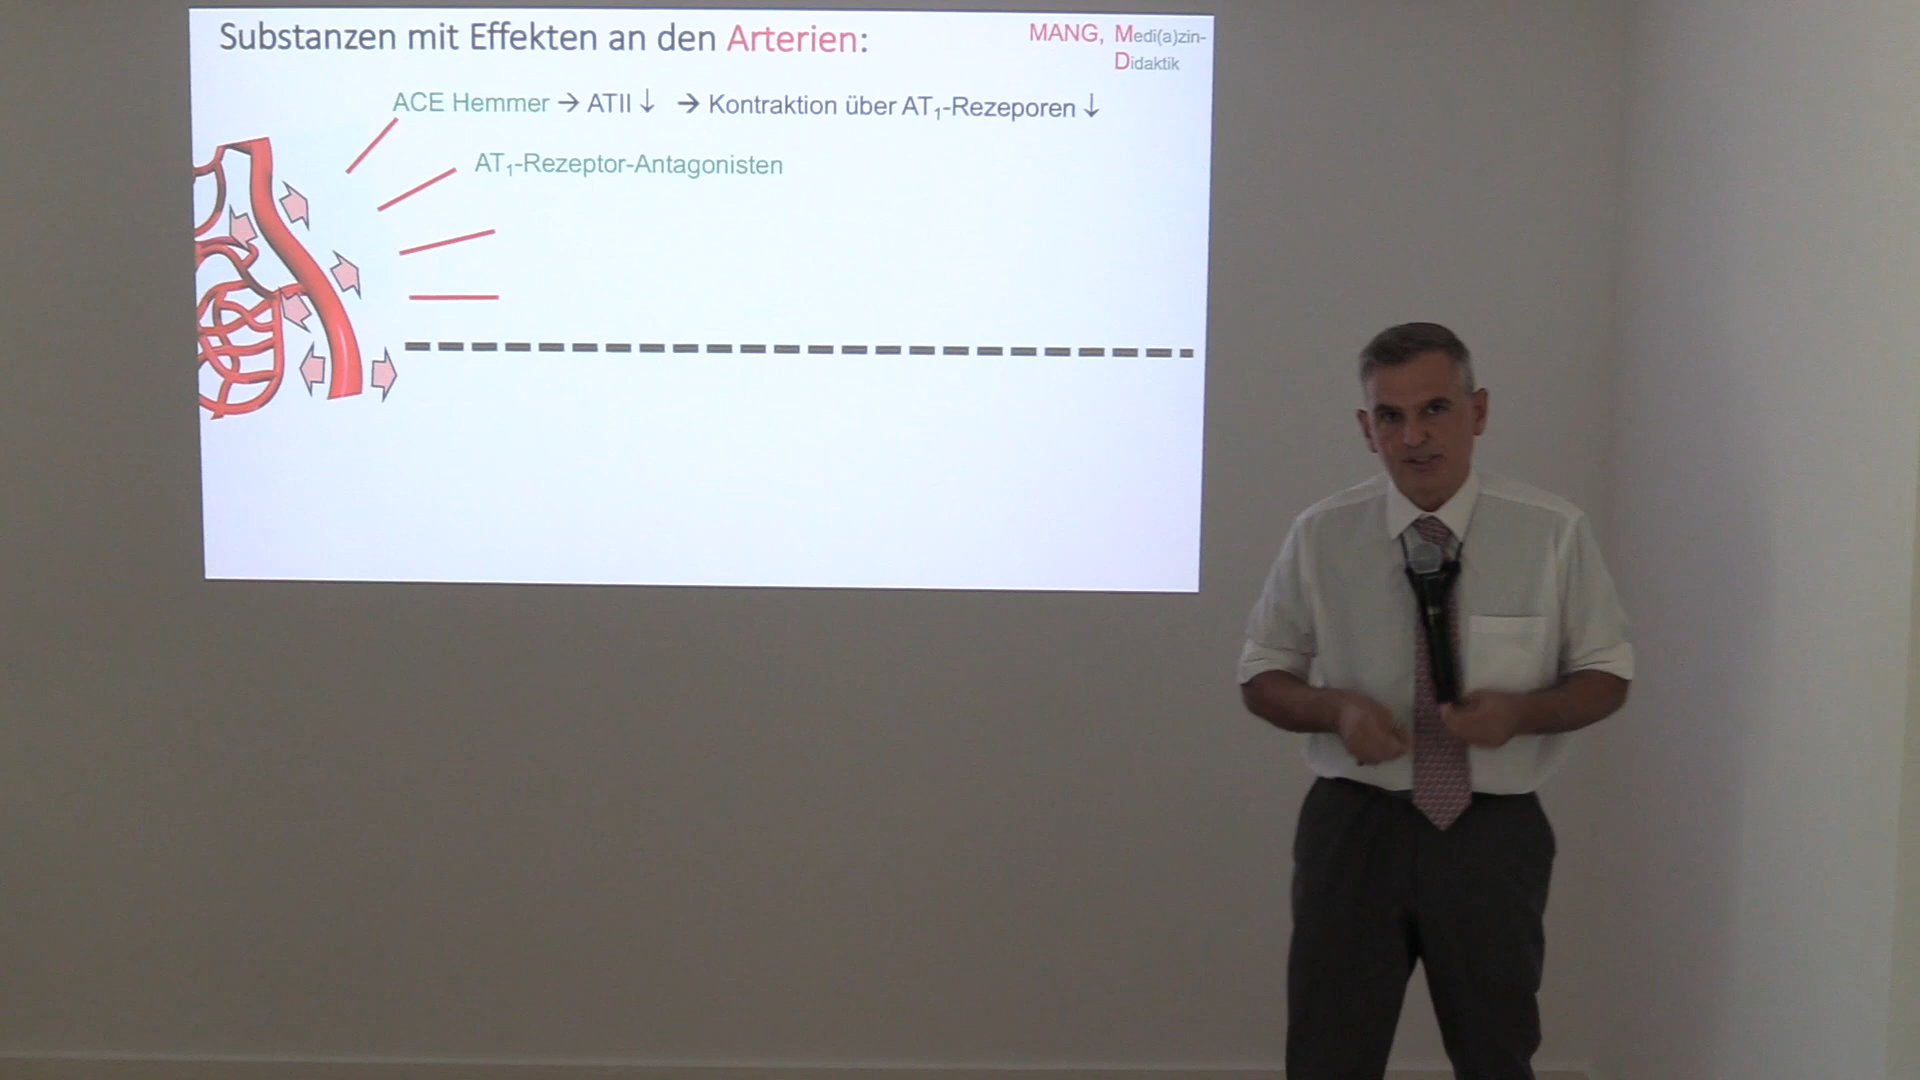 Substanzen mit Effekten an den Arterien:
MANG, Medi(a)zin-
Didaktik
ACE Hemmer → ATII ↓ → Kontraktion über AT₁-Rezeporen ↓
AT₁-Rezeptor-Antagonisten